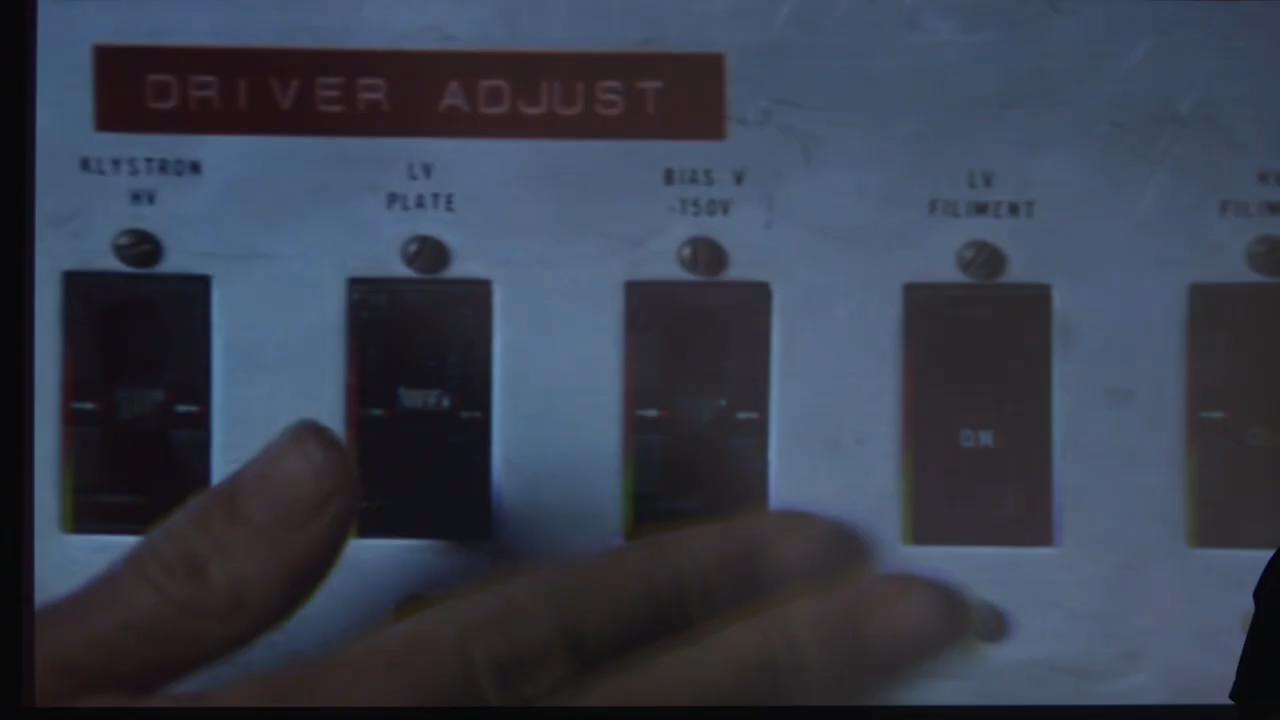 DRIVER ADJUST
KLYSTRON
HV
LV
PLATE
BIAS V
-150V
LV
FILIMENT
ON